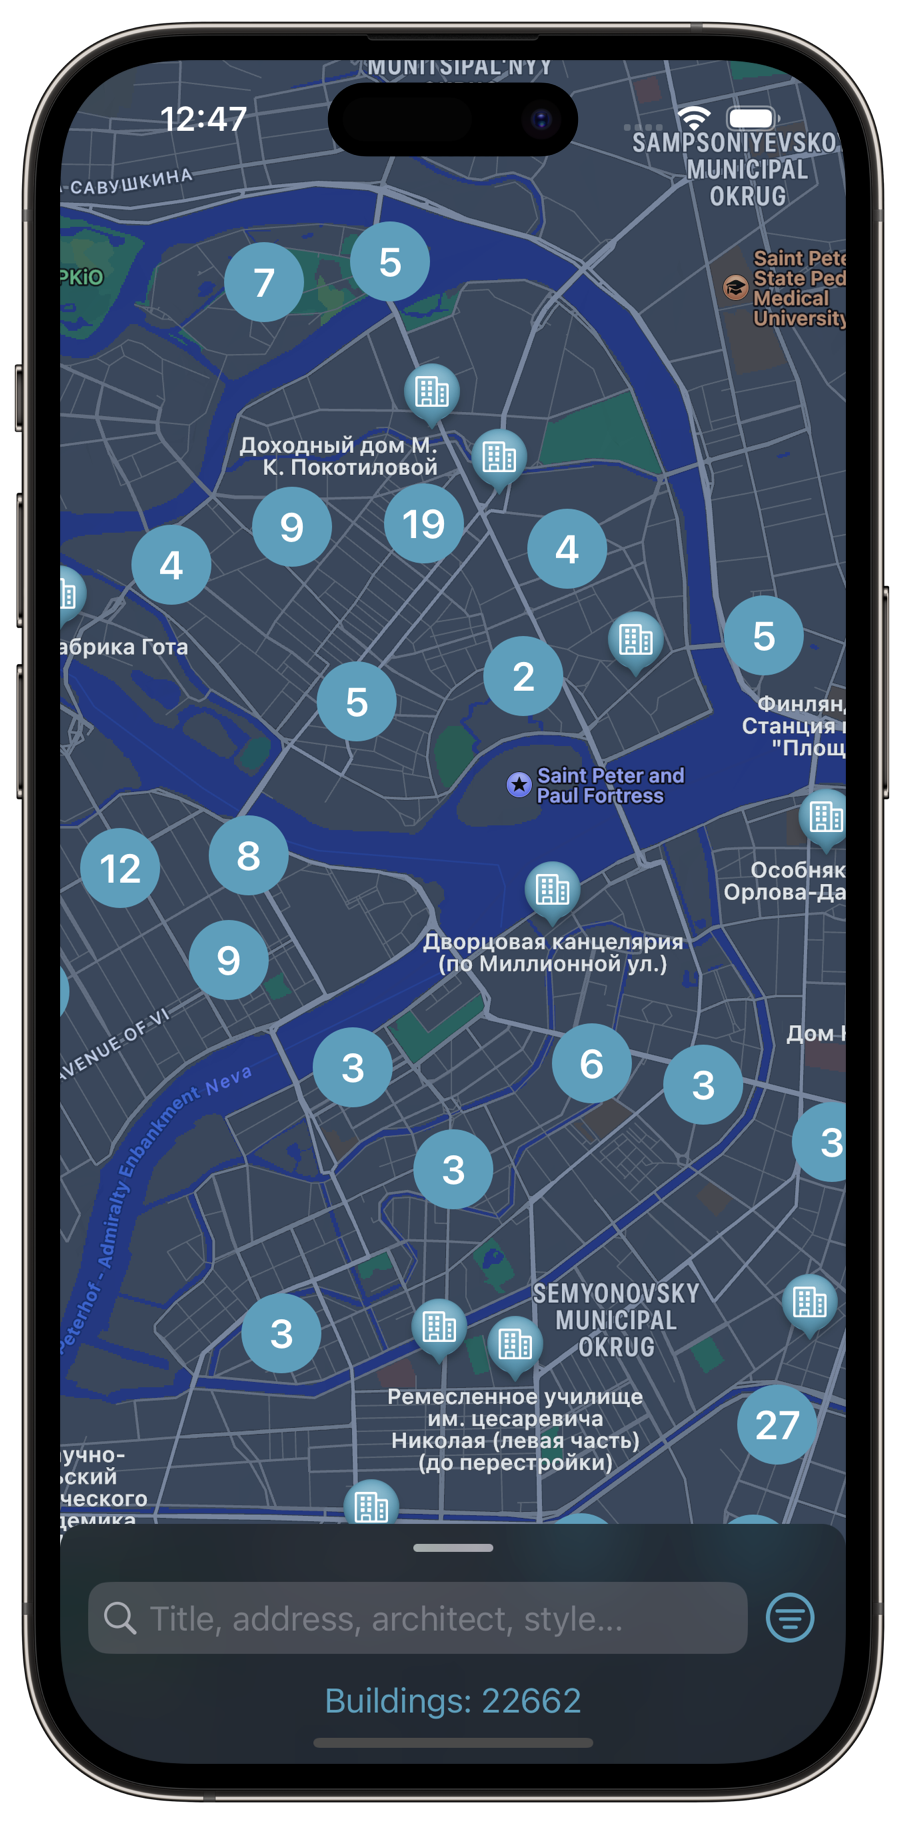 MUNITSIPAL'NYY
12:47
SAMPSONIYEVSKO
MUNICIPAL
OKRUG
САВУШКИНА
Saint Pete
State Ped
Medical
University
PKiO
7
5
Доходный дом М.
К. Покотиловой
9
19
4
4
абрика Гота
5
2
5
Финлян
Станция
"Площ
Saint Peter and
Paul Fortress
12
8
Особняк
Орлова-Да
Дворцовая канцелярия
(по Миллионной ул.)
9
AVENUE OF VI
Дом
3
6
3
Neva
Peterhof - Admiralty Enbankment
3
3
3
SEMYONOVSKY
MUNICIPAL
OKRUG
Ремесленное училище
им. цесаревича
Николая (левая часть)
(до перестройки)
27
учно-
ьский
ческого
демика
Title, address, architect, style...
Buildings: 22662